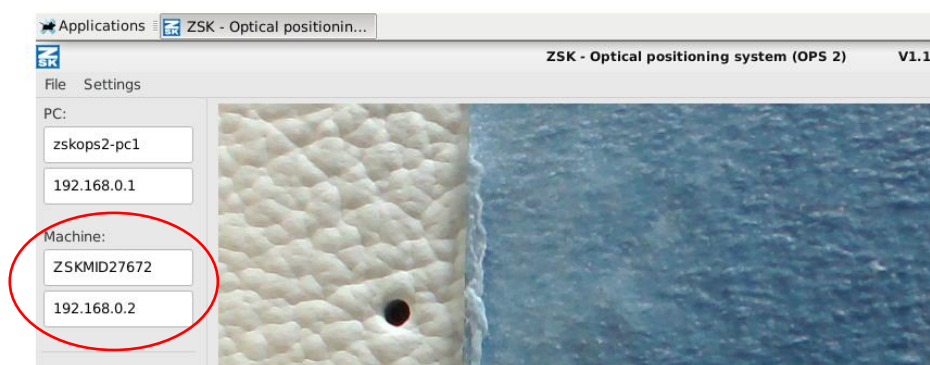 Applications ZSK - Optical positionin...
ZSK
ZSK - Optical positioning system (OPS 2) V1.1
File Settings
PC:
zskops2-pc1
192.168.0.1
Machine:
ZSKMID27672
192.168.0.2